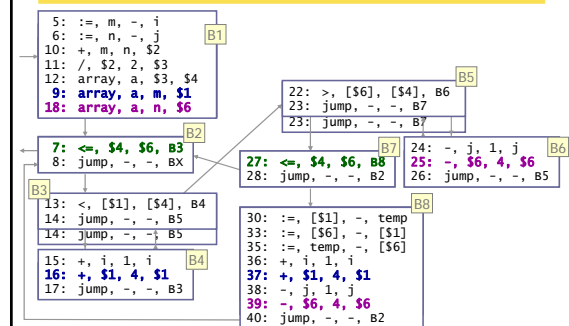 5: :=, m, -, i
6: :=, n, -, j
10: +, m, n, $2
11: /, $2, 2, $3
12: array, a, $3, $4
9: array, a, m, $1
18: array, a, n, $6
B1
B2
7: <=, $4, $6, B3
8: jump, -, -, BX
B3
13: <, [$1], [$4], B4
14: jump, -, -, B5
14: jump, -, -, B5
B4
15: +, i, 1, i
16: +, $1, 4, $1
17: jump, -, -, B3
B5
22: >, [$6], [$4], B6
23: jump, -, -, B7
23: jump, -, -, B7
B6
24: -, j, 1, j
25: -, $6, 4, $6
26: jump, -, -, B5
B7
27: <=, $4, $6, B8
28: jump, -, -, B2
B8
30: :=, [$1], -, temp
33: :=, [$6], -, [$1]
35: :=, temp, -, [$6]
36: +, i, 1, i
37: +, $1, 4, $1
38: -, j, 1, j
39: -, $6, 4, $6
40: jump, -, -, B2